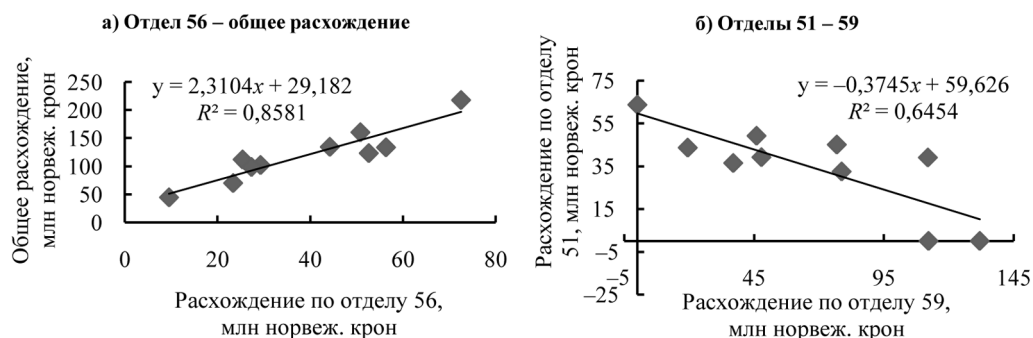 а) Отдел 56 – общее расхождение
Общее расхождение,
млн норвеж. крон
250
200
150
100
50
0
y = 2,3104x + 29,182
R² = 0,8581
0 20 40 60 80
Расхождение по отделу 56,
млн норвеж. крон
б) Отделы 51 – 59
Расхождение по отделу
51, млн норвеж. крон
75
55
35
15
–5
–25
y = –0,3745x + 59,626
R² = 0,6454
–5 45 95 145
Расхождение по отделу 59,
млн норвеж. крон